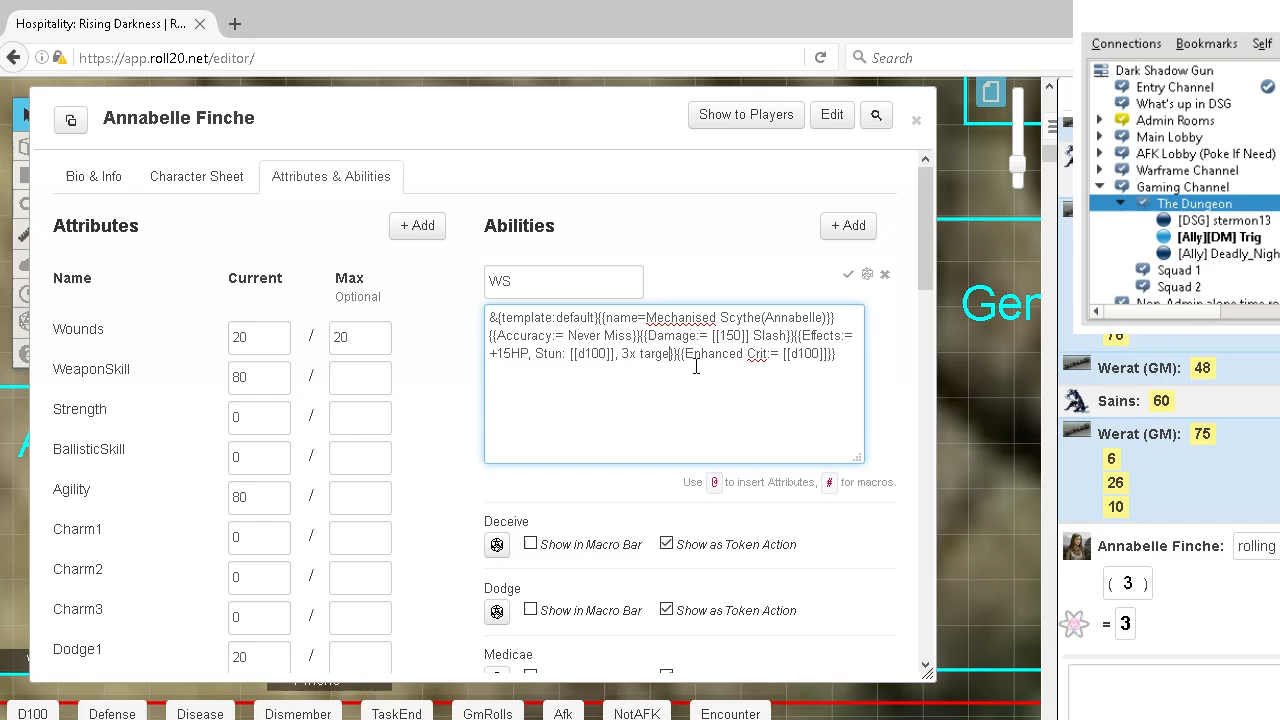 Hospitality: Rising Darkness | R...
https://app.roll20.net/editor/
Search
Annabelle Finche
Show to Players
Edit
Bio & Info
Character Sheet
Attributes & Abilities
Attributes
+ Add
Abilities
+ Add
Name
Current
Max
Optional
Wounds
20
/
20
WeaponSkill
80
/
Strength
0
/
BallisticSkill
0
/
Agility
80
/
Charm1
0
/
Charm2
0
/
Charm3
0
/
Dodge1
20
/
WS
&{template:default}{{name=Mechanised Scythe(Annabelle)}}
{{Accuracy:= Never Miss}}{{Damage:= [[150]] Slash}}{{Effects:=
+15HP, Stun: [[d100]], 3x targe}}{{Enhanced Crit:= [[d100]]}}
Use @ to insert Attributes, # for macros.
Deceive
Show in Macro Bar
Show as Token Action
Dodge
Show in Macro Bar
Show as Token Action
Medicae
D100
Defense
Disease
Dismember
TaskEnd
GmRolls
Afk
NotAFK
Encounter
Gen
Connections
Bookmarks
Self
Dark Shadow Gun
Entry Channel
What's up in DSG
Admin Rooms
Main Lobby
AFK Lobby (Poke If Need)
Warframe Channel
Gaming Channel
The Dungeon
[DSG] stermon13
[Ally][DM] Trig
[Ally] Deadly_Nigh
Squad 1
Squad 2
76
Werat (GM): 48
Sains: 60
Werat (GM): 75
6
26
10
Annabelle Finche: rolling
( 3 )
= 3